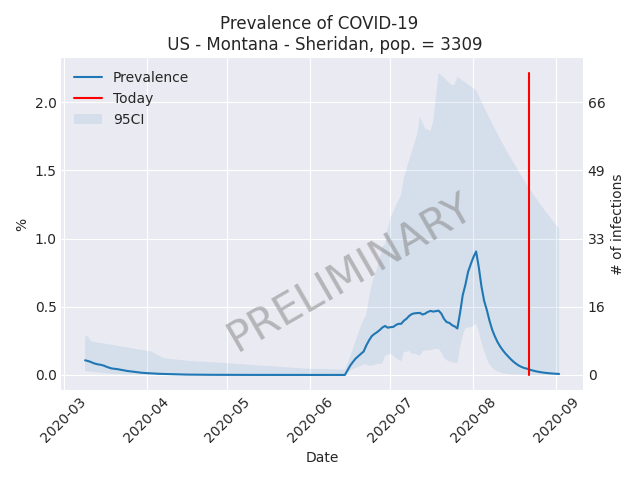 Prevalence of COVID-19
US - Montana - Sheridan, pop. = 3309
Prevalence
Today
95CI
PRELIMINARY
%
2.0
1.5
1.0
0.5
0.0
66
49
33
16
0
# of infections
2020-03
2020-04
2020-05
2020-06
2020-07
2020-08
2020-09
Date